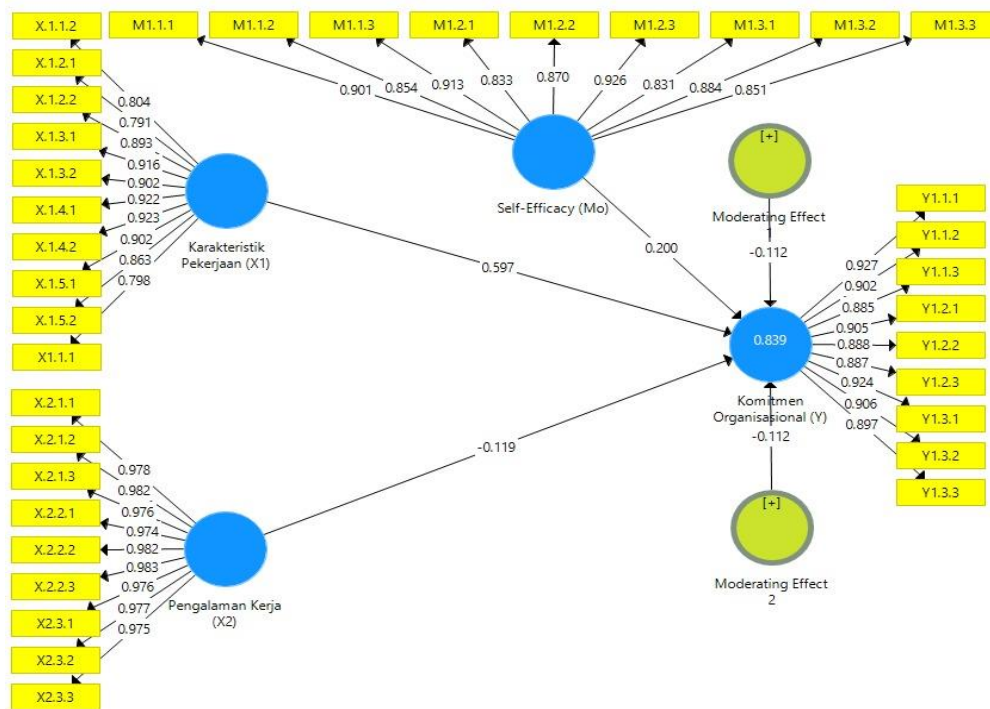 X.1.1.2
M1.1.1
M1.1.2
M1.1.3
M1.2.1
M1.2.2
M1.2.3
M1.3.1
M1.3.2
M1.3.3
X.1.2.1
X.1.2.2
X.1.3.1
X.1.3.2
X.1.4.1
X.1.4.2
X.1.5.1
X.1.5.2
X1.1.1
0.804
0.791
0.893
0.916
0.902
0.922
0.923
0.902
0.863
0.798
Karakteristik
Pekerjaan (X1)
0.901
0.854
0.913
0.833
0.870
0.926
0.831
0.884
0.851
Self-Efficacy (Mo)
[+]
Moderating Effect
1
-0.112
0.200
0.597
-0.119
0.839
Komitmen
Organisasional (Y)
-0.112
[+]
Moderating Effect
2
0.927
0.902
0.885
0.905
0.888
0.887
0.924
0.906
0.897
Y1.1.1
Y1.1.2
Y1.1.3
Y1.2.1
Y1.2.2
Y1.2.3
Y1.3.1
Y1.3.2
Y1.3.3
X.2.1.1
X.2.1.2
X.2.1.3
X.2.2.1
X.2.2.2
X.2.2.3
X2.3.1
X2.3.2
X2.3.3
0.978
0.982
0.976
0.974
0.982
0.983
0.976
0.977
0.975
Pengalaman Kerja
(X2)